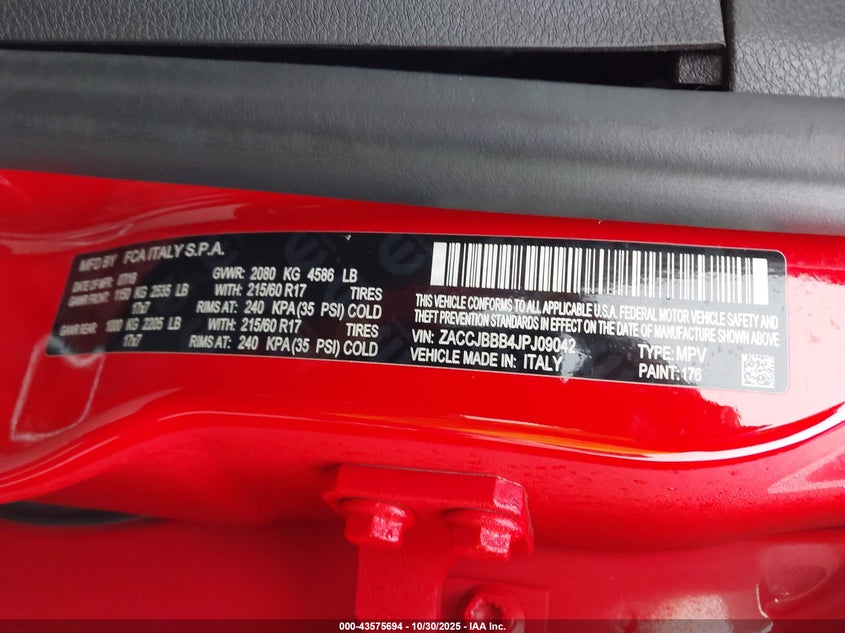 MFD BY FCA ITALY S.P.A.
DATE OF MFR 07/18 GVWR: 2080 KG 4586 LB
GAWR FRONT: 1150 KG 2535 LB WITH: 215/60 R17 TIRES
17x7 RIMS AT: 240 KPA(35 PSI) COLD
GAWR REAR: 1000 KG 2205 LB WITH: 215/60 R17 TIRES
17x7 RIMS AT: 240 KPA(35 PSI) COLD
THIS VEHICLE CONFORMS TO ALL APPLICABLE U.S.A. FEDERAL MOTOR VEHICLE SAFETY AND
THEFT PREVENTION STANDARDS IN EFFECT ON THE DATE OF MANUFACTURE SHOWN ABOVE
VIN: ZACCJBBB4JPJ09042 TYPE: MPV
VEHICLE MADE IN: ITALY PAINT:176
000-43575694 - 10/30/2025 - IAA Inc.